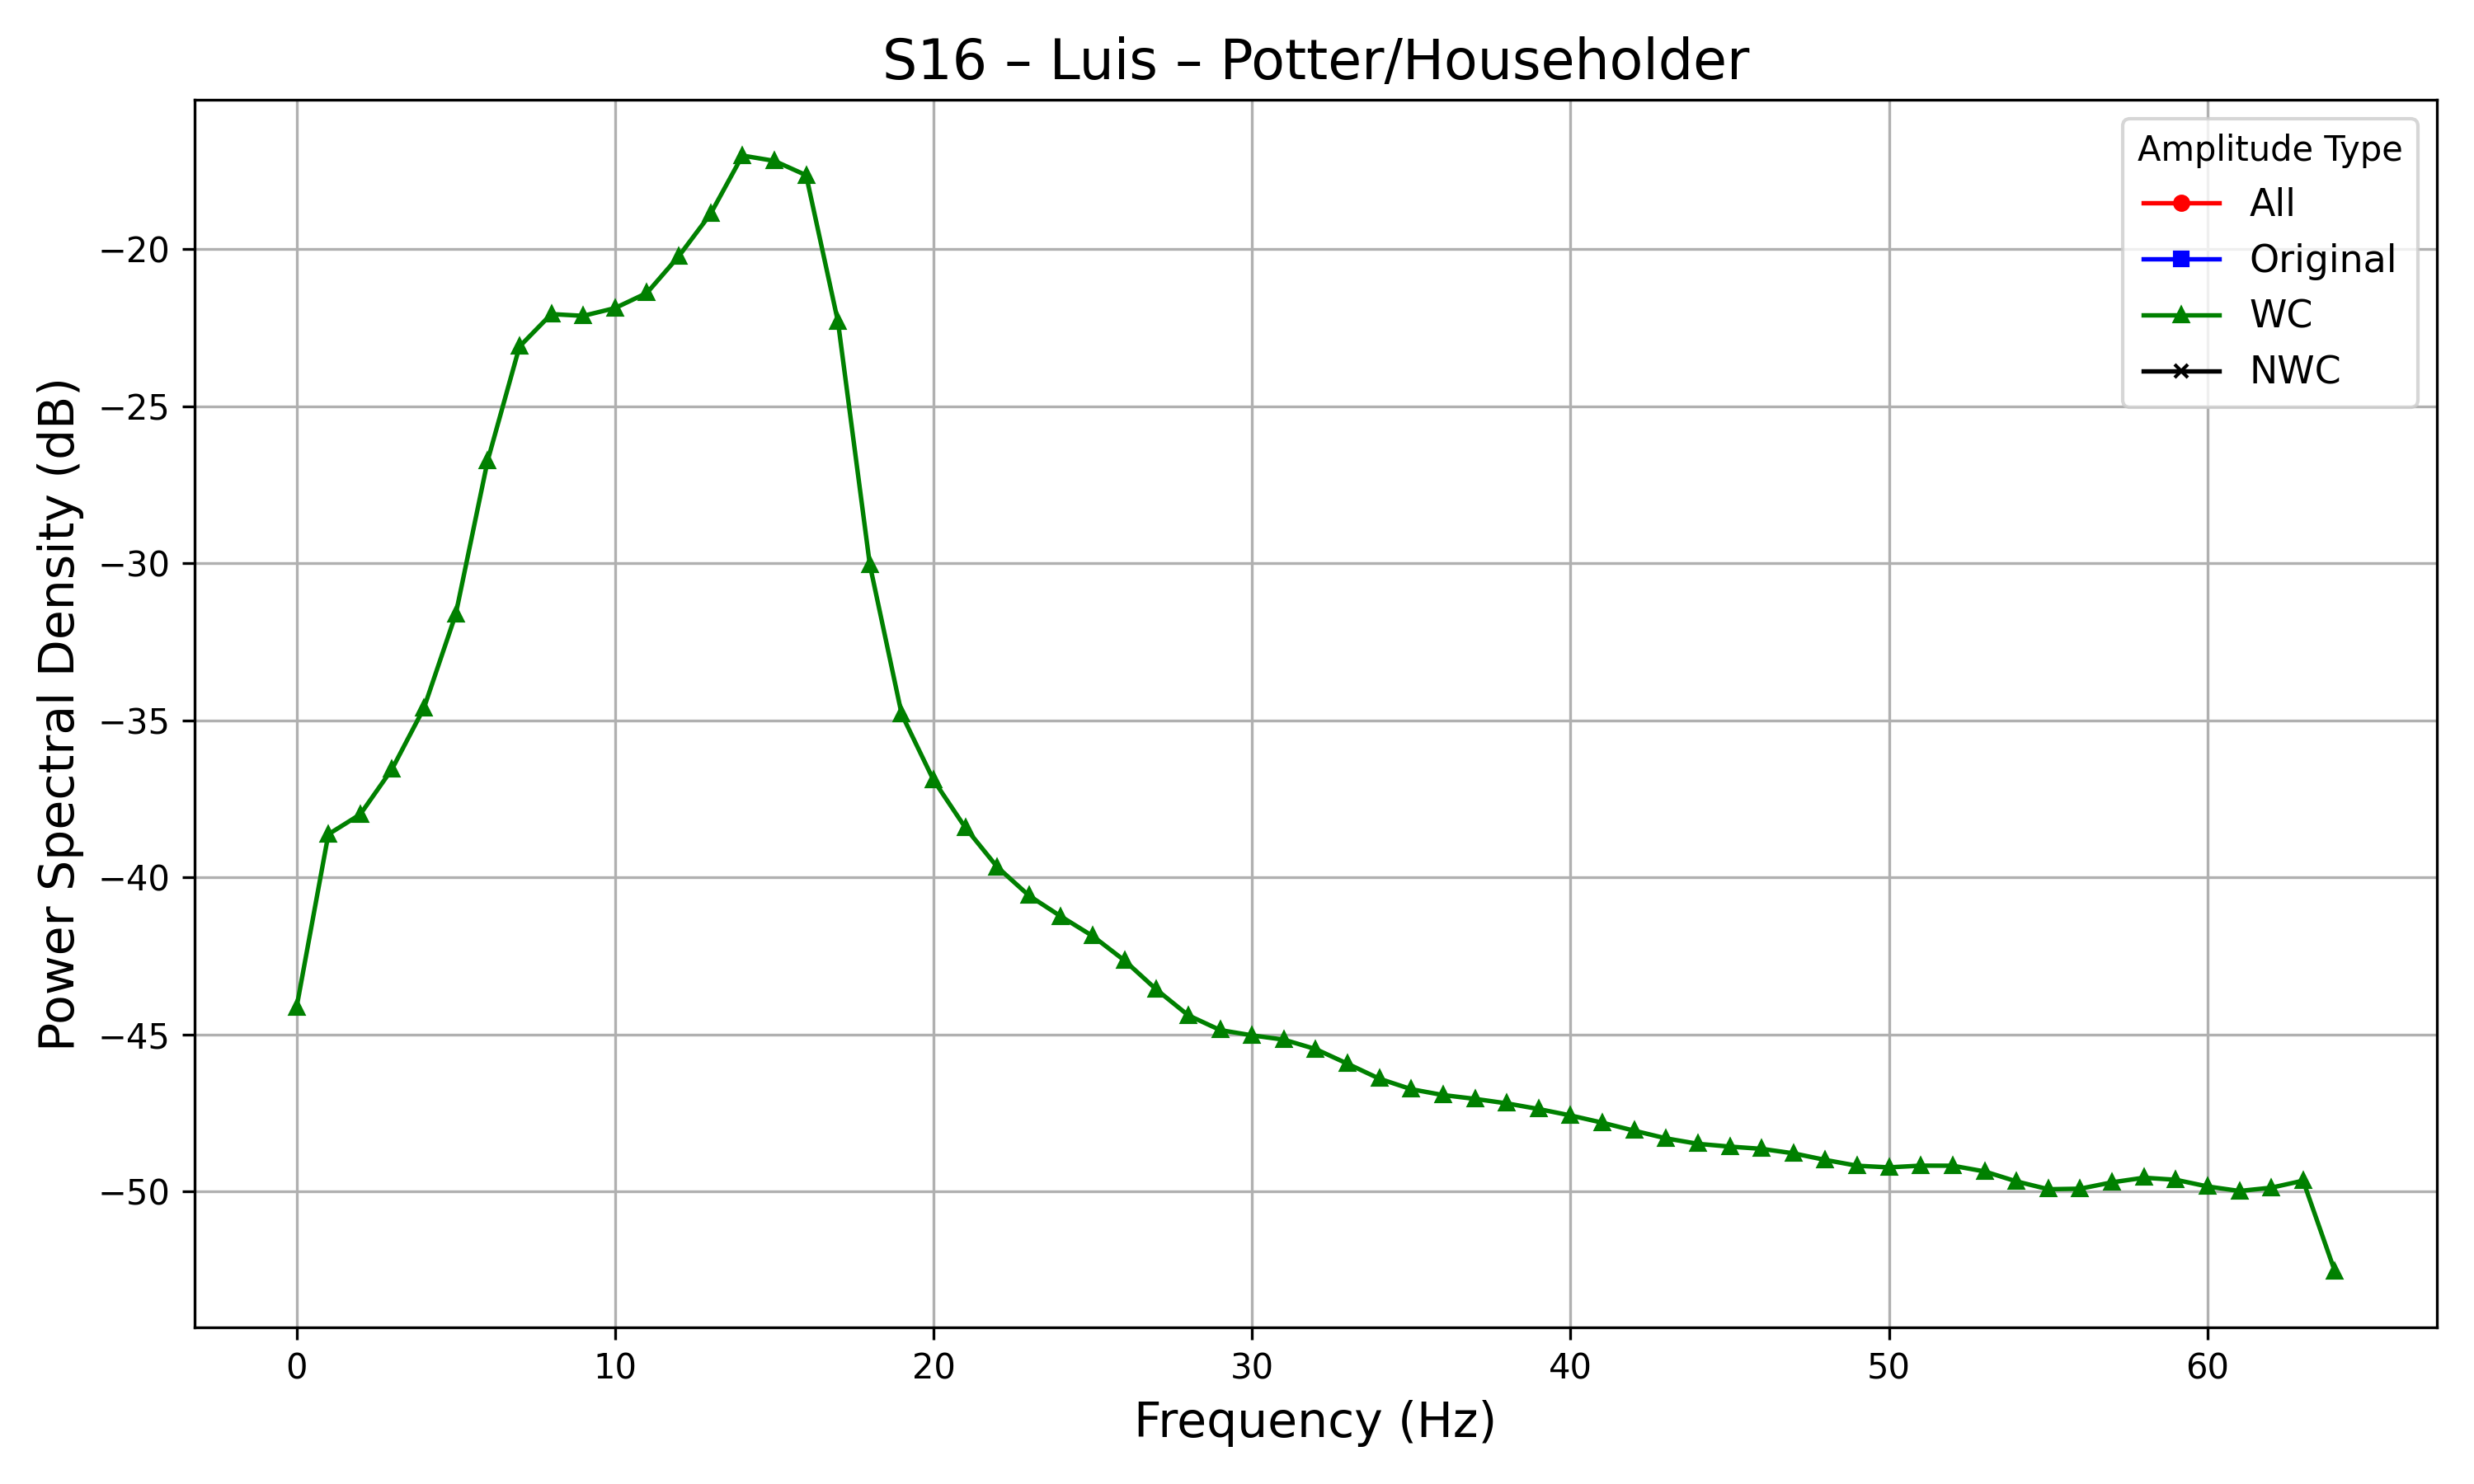 S16 – Luis – Potter/Householder
Amplitude Type
All
Original
WC
NWC
Power Spectral Density (dB)
−20
−25
−30
−35
−40
−45
−50
0 10 20 30 40 50 60
Frequency (Hz)